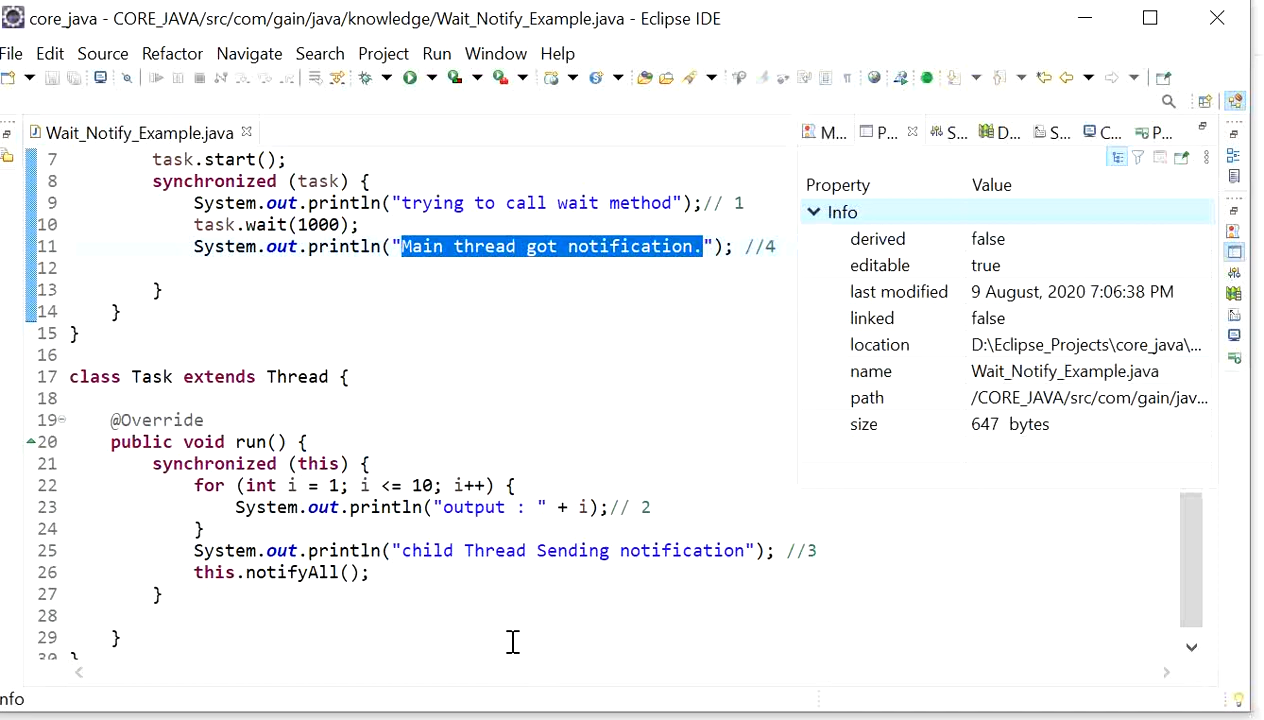 core_java - CORE_JAVA/src/com/gain/java/knowledge/Wait_Notify_Example.java - Eclipse IDE
File Edit Source Refactor Navigate Search Project Run Window Help
Wait_Notify_Example.java
M... P... S... D... S... C... P...
7 task.start();
8 synchronized (task) {
9 System.out.println("trying to call wait method");// 1
10 task.wait(1000);
11 System.out.println("Main thread got notification."); //4
12
13 }
14 }
15 }
16
17 class Task extends Thread {
18
19 @Override
20 public void run() {
21 synchronized (this) {
22 for (int i = 1; i <= 10; i++) {
23 System.out.println("output : " + i);// 2
24 }
25 System.out.println("child Thread Sending notification"); //3
26 this.notifyAll();
27 }
28
29 }
30 }
Property Value
Info
derived false
editable true
last modified 9 August, 2020 7:06:38 PM
linked false
location D:\Eclipse_Projects\core_java\...
name Wait_Notify_Example.java
path /CORE_JAVA/src/com/gain/jav...
size 647 bytes
nfo